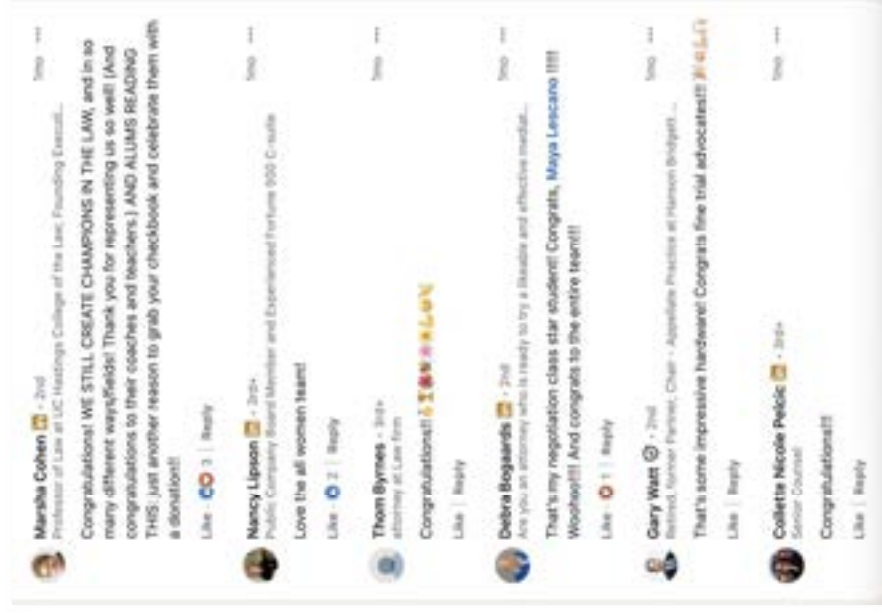 Marsha Cohen · 2nd
1mo ···
Professor of Law at UC Hastings College of the Law; Founding Executi...
Congratulations! WE STILL CREATE CHAMPIONS IN THE LAW, and in so
many different ways/fields! Thank you for representing us so well! (And
congratulations to their coaches and teachers.) AND ALUMS READING
THIS: just another reason to grab your checkbook and celebrate them with
a donation!!
Like · 3 | Reply
Nancy Lipson · 3rd+
1mo ···
Public Company Board Member and Experienced Fortune 500 C-suite
Love the all women team!
Like · 2 | Reply
Thom Byrnes · 3rd+
1mo ···
attorney at Law firm
Congratulations!!
Like | Reply
Debra Bogaards · 2nd
1mo ···
Are you an attorney who is ready to try a likeable and effective mediat...
That's my negotiation class star student! Congrats, Maya Lescano !!!!!
Woohoo!!!! And congrats to the entire team!!!
Like · 1 | Reply
Gary Watt · 2nd
1mo ···
Retired, former Partner, Chair - Appellate Practice at Hanson Bridgett ...
That's some impressive hardware! Congrats fine trial advocates!!!
Like | Reply
Collette Nicole Pelcic · 3rd+
1mo ···
Senior Counsel
Congratulations!!!
Like | Reply